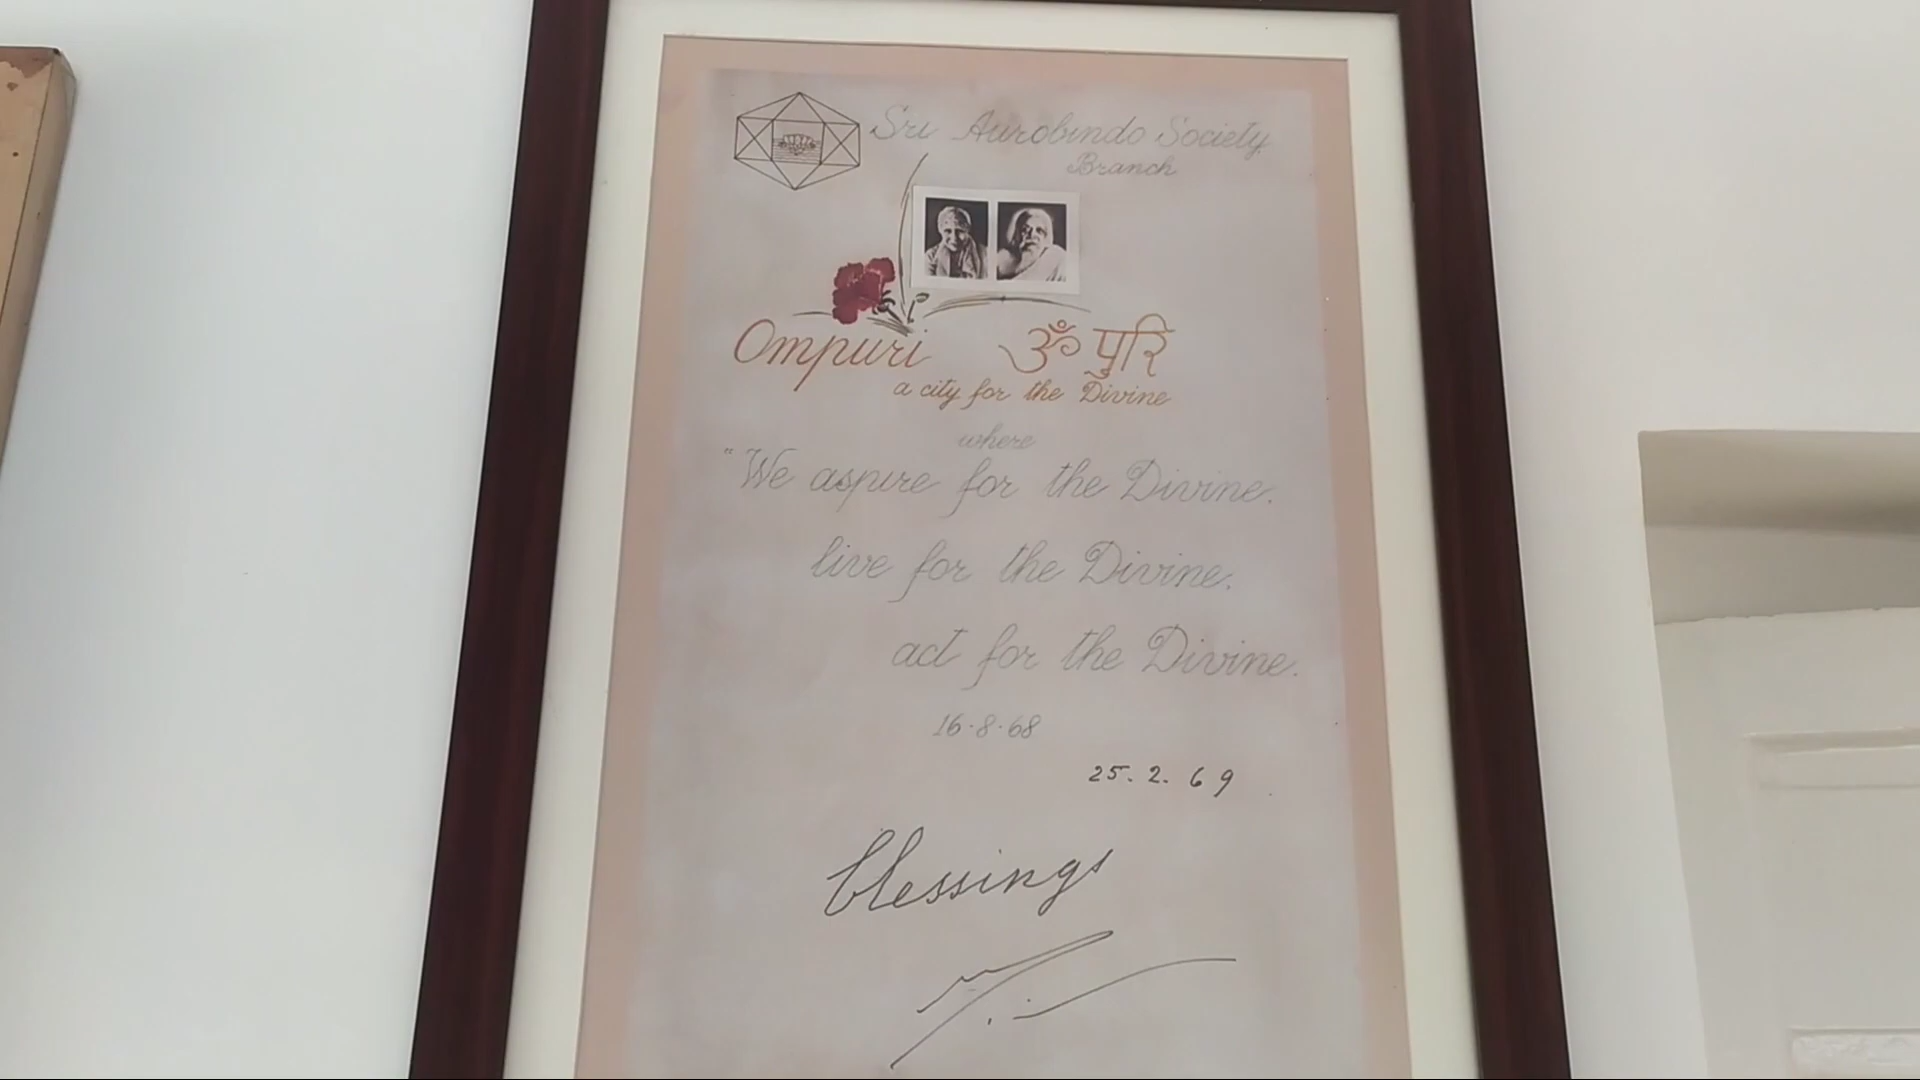 Sri Aurobindo Society
Branch
Ompuri ॐ पुरि
a city for the Divine
where
"We aspire for the Divine.
live for the Divine.
act for the Divine.
16·8·68
25. 2. 69
blessings